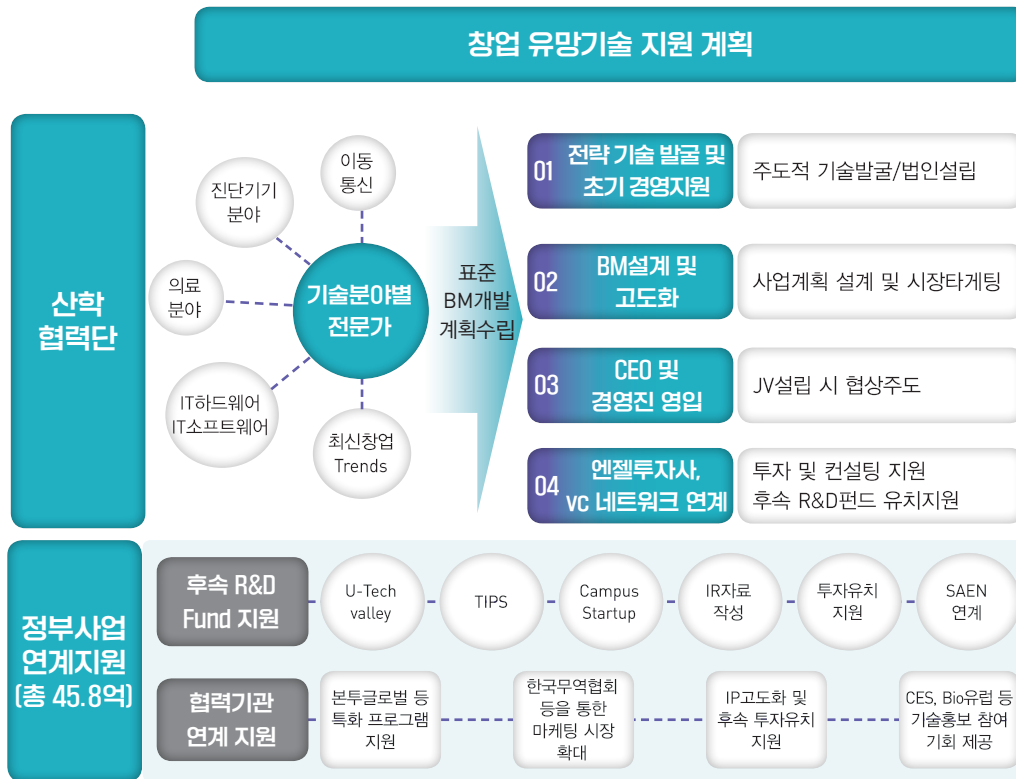 창업 유망기술 지원 계획
산학
협력단
이동
통신
진단기기
분야
의료
분야
IT하드웨어
IT소프트웨어
최신창업
Trends
기술분야별
전문가
표준
BM개발
계획수립
01
전략 기술 발굴 및
초기 경영지원
주도적 기술발굴/법인설립
02
BM설계 및
고도화
사업계획 설계 및 시장타게팅
03
CEO 및
경영진 영입
JV설립 시 협상주도
04
엔젤투자사,
VC 네트워크 연계
투자 및 컨설팅 지원
후속 R&D펀드 유치지원
정부사업
연계지원
(총 45.8억)
후속 R&D
Fund 지원
U-Tech
valley
TIPS
Campus
Startup
IR자료
작성
투자유치
지원
SAEN
연계
협력기관
연계 지원
본투글로벌 등
특화 프로그램
지원
한국무역협회
등을 통한
마케팅 시장
확대
IP고도화 및
후속 투자유치
지원
CES, Bio유럽 등
기술홍보 참여
기회 제공